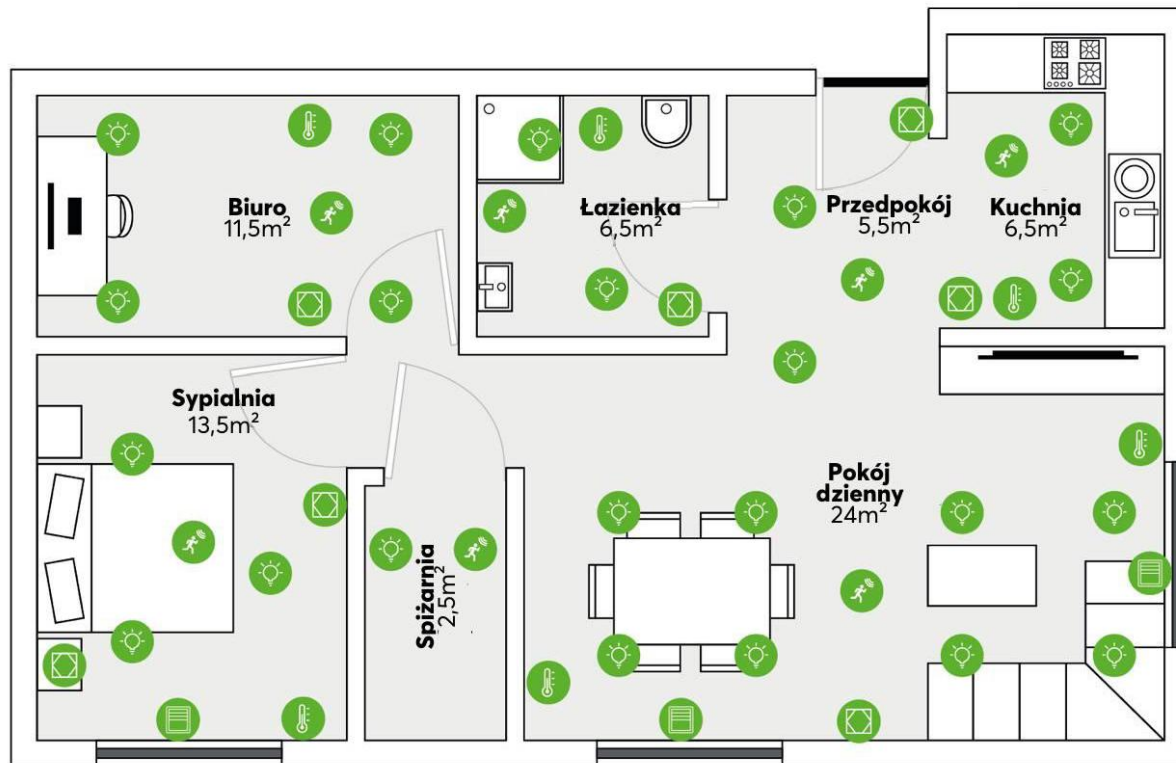 Biuro
11,5m²
Łazienka
6,5m²
Przedpokój
5,5m²
Kuchnia
6,5m²
Sypialnia
13,5m²
Spiżarnia
2,5m²
Pokój
dzienny
24m²